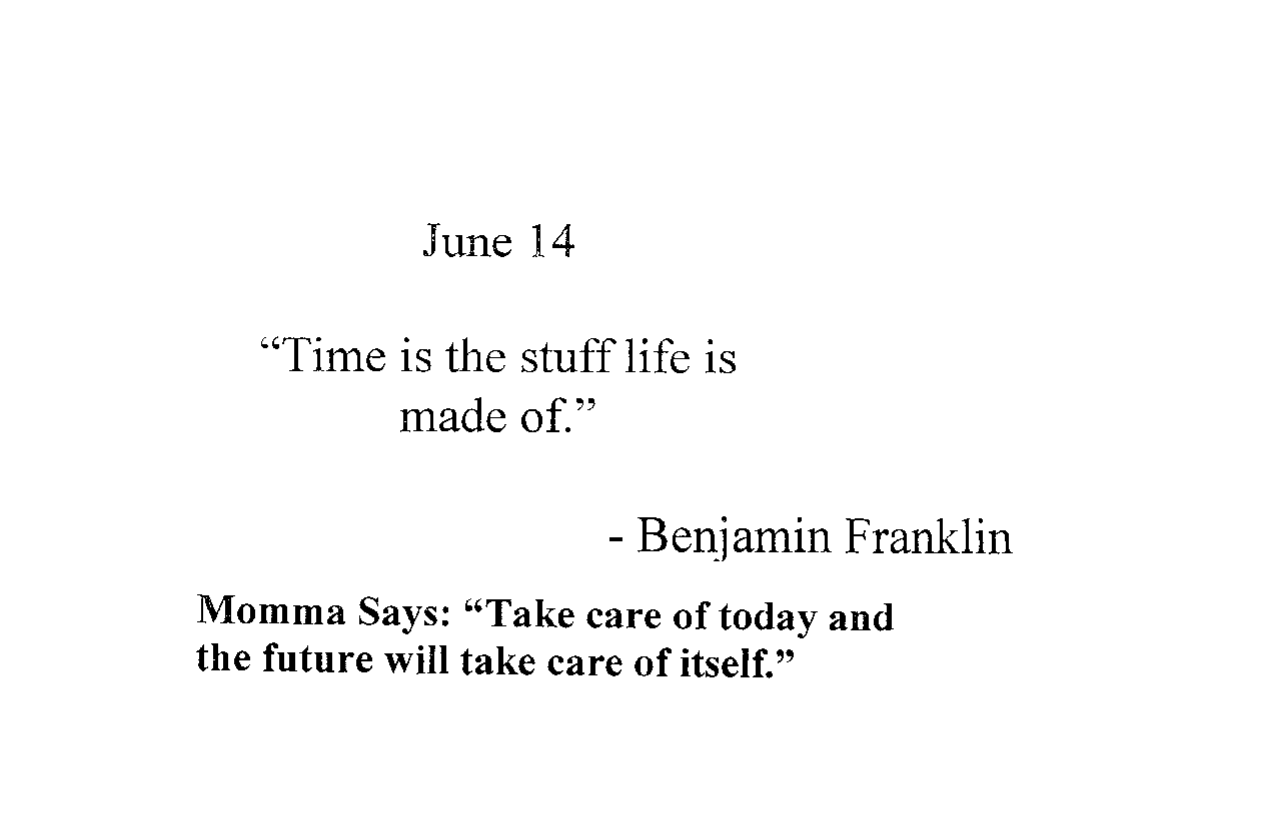 June 14
“Time is the stuff life is
made of.”
- Benjamin Franklin
Momma Says: “Take care of today and
the future will take care of itself.”